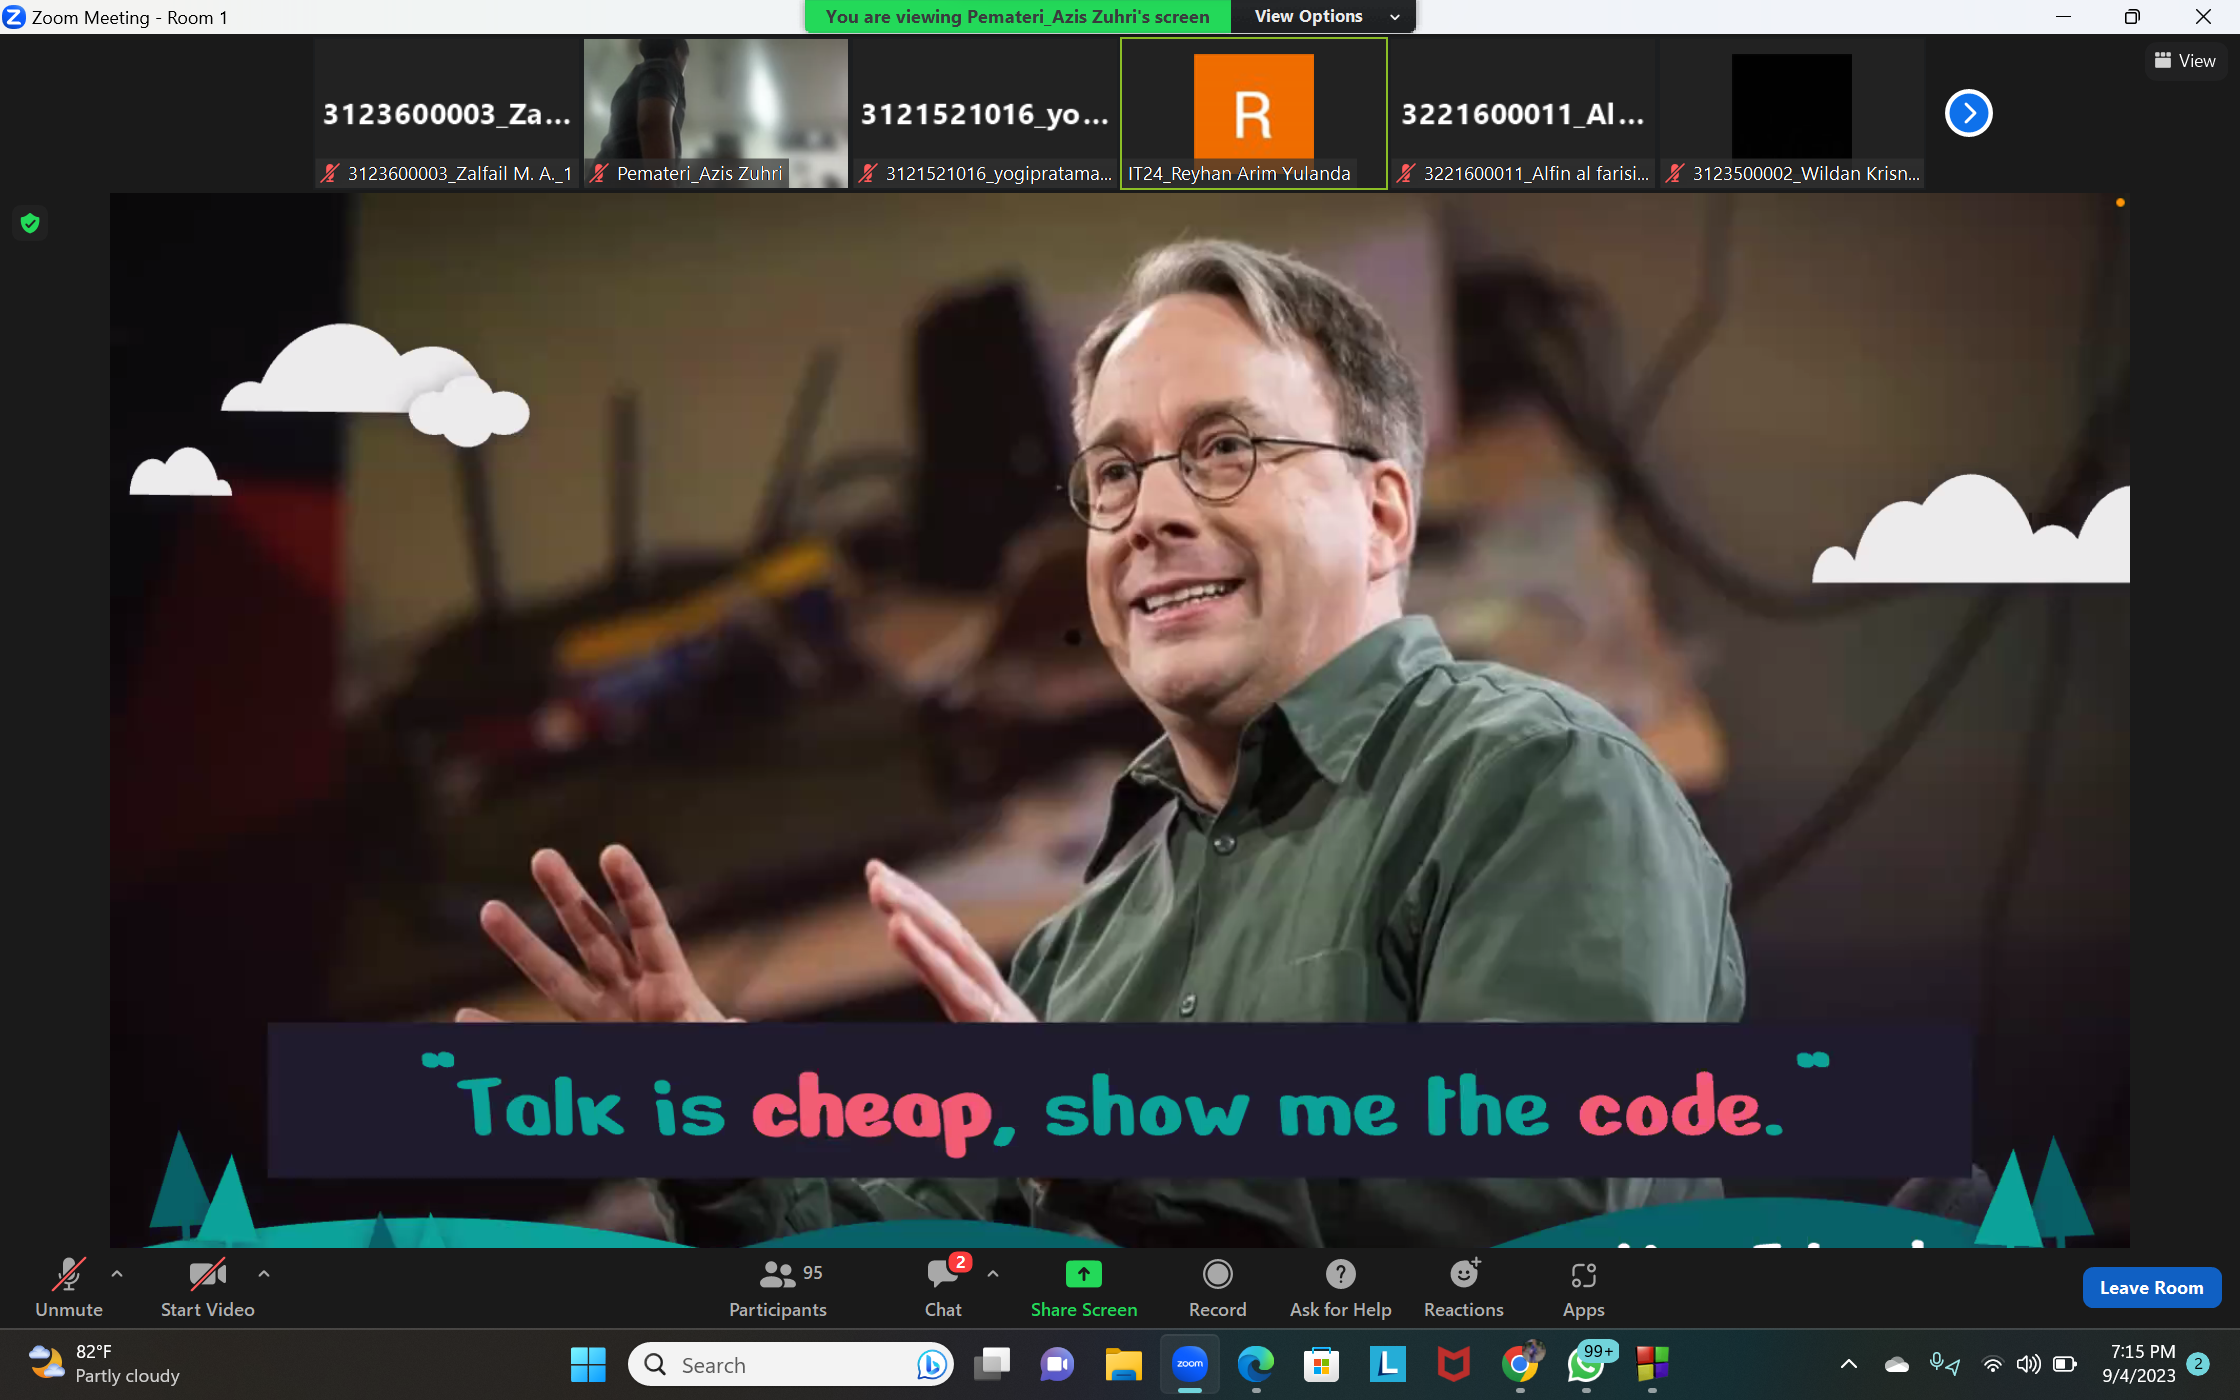 Zoom Meeting - Room 1
You are viewing Pemateri_Azis Zuhri's screen
View Options
View
3123600003_Za...
3121521016_yo...
R
3221600011_Al...
3123600003_Zalfail M. A._1
Pemateri_Azis Zuhri
3121521016_yogipratama...
IT24_Reyhan Arim Yulanda
3221600011_Alfin al farisi...
3123500002_Wildan Krisn...
"Talk is cheap, show me the code."
Unmute
Start Video
95
Participants
2
Chat
Share Screen
Record
Ask for Help
Reactions
Apps
Leave Room
82°F
Partly cloudy
Search
zoom
L
99+
7:15 PM
9/4/2023
2